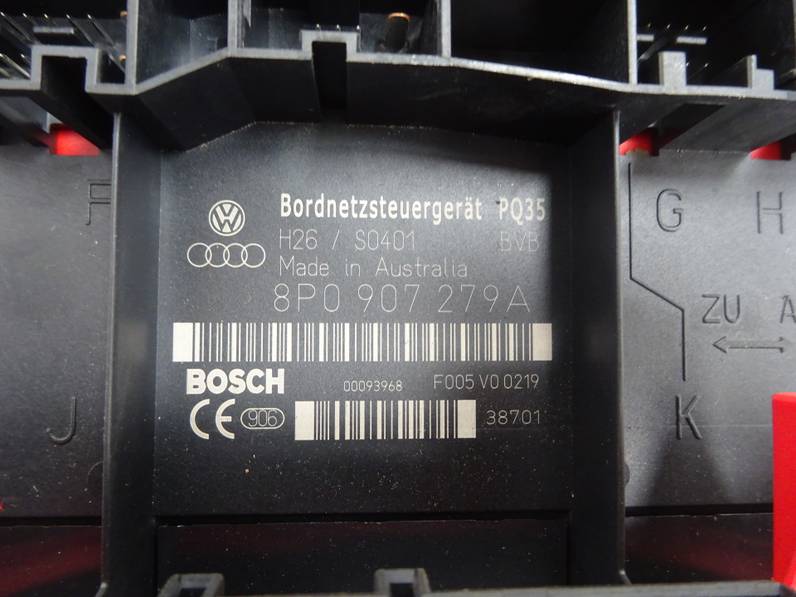 F
Bordnetzsteuergerät PQ35
H26 / S0401 BVB
Made in Australia
8P0 907 279A
BOSCH 00093968 F005 V0 0219
CE 906 38701
J
G H
ZU A
K